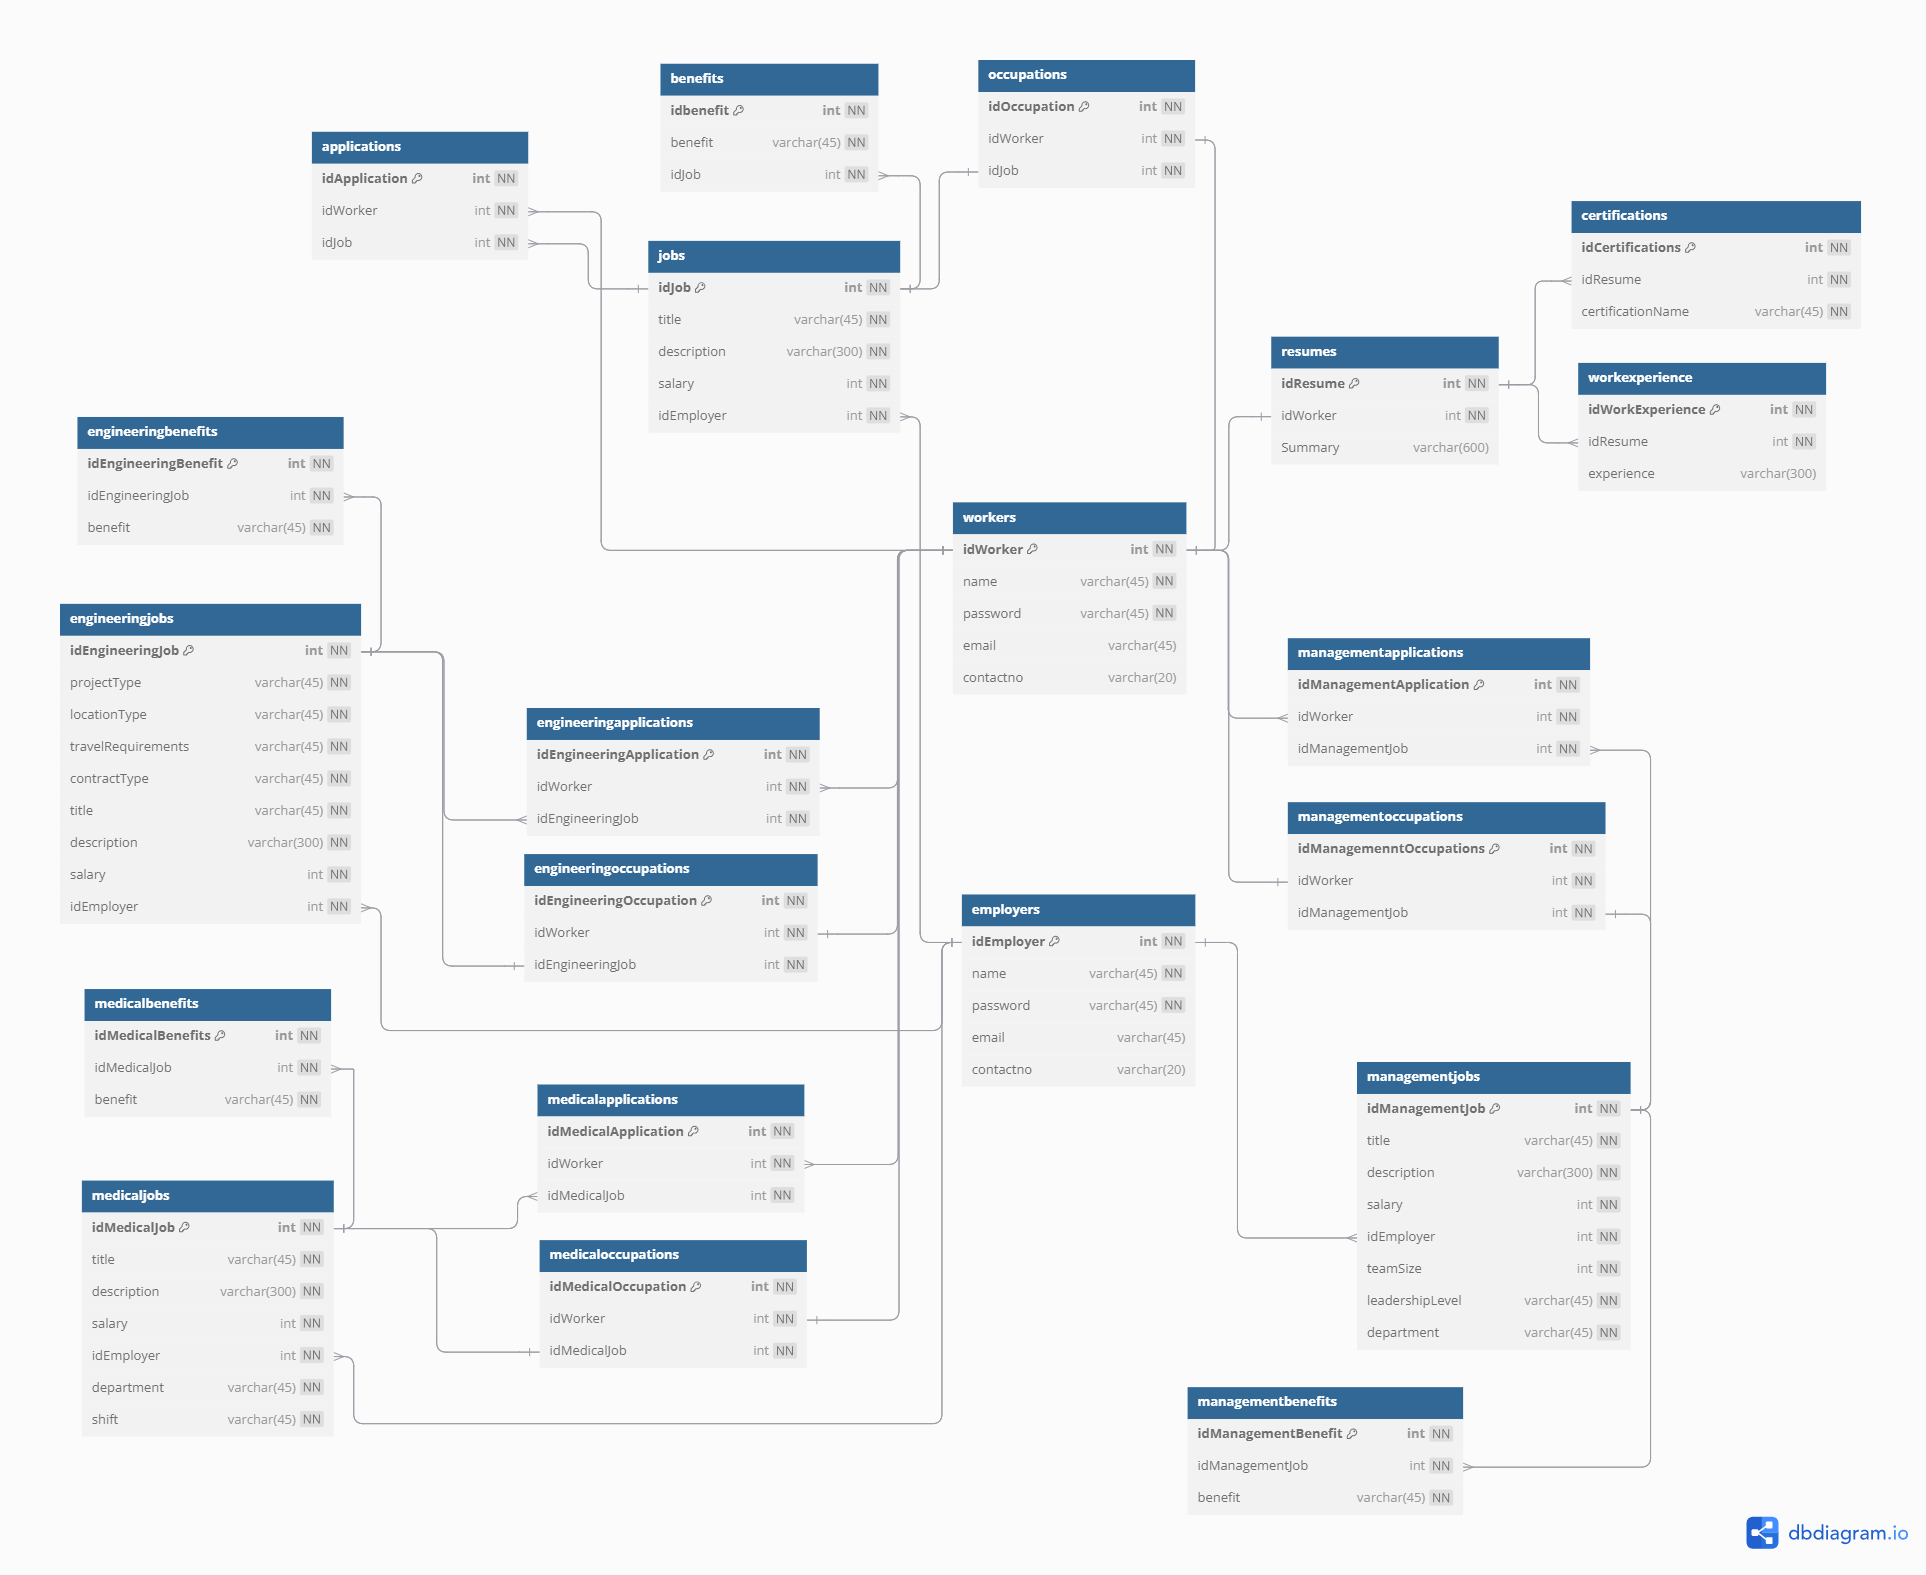 benefits
idbenefit int NN
benefit varchar(45) NN
idJob int NN
occupations
idOccupation int NN
idWorker int NN
idJob int NN
applications
idApplication int NN
idWorker int NN
idJob int NN
certifications
idCertifications int NN
idResume int NN
certificationName varchar(45) NN
jobs
idJob int NN
title varchar(45) NN
description varchar(300) NN
salary int NN
idEmployer int NN
resumes
idResume int NN
idWorker int NN
Summary varchar(600)
workexperience
idWorkExperience int NN
idResume int NN
experience varchar(300)
engineeringbenefits
idEngineeringBenefit int NN
idEngineeringJob int NN
benefit varchar(45) NN
workers
idWorker int NN
name varchar(45) NN
password varchar(45) NN
email varchar(45)
contactno varchar(20)
engineeringjobs
idEngineeringJob int NN
projectType varchar(45) NN
locationType varchar(45) NN
travelRequirements varchar(45) NN
contractType varchar(45) NN
title varchar(45) NN
description varchar(300) NN
salary int NN
idEmployer int NN
managementapplications
idManagementApplication int NN
idWorker int NN
idManagementJob int NN
engineeringapplications
idEngineeringApplication int NN
idWorker int NN
idEngineeringJob int NN
managementoccupations
idManagemenntOccupations int NN
idWorker int NN
idManagementJob int NN
engineeringoccupations
idEngineeringOccupation int NN
idWorker int NN
idEngineeringJob int NN
employers
idEmployer int NN
name varchar(45) NN
password varchar(45) NN
email varchar(45)
contactno varchar(20)
medicalbenefits
idMedicalBenefits int NN
idMedicalJob int NN
benefit varchar(45) NN
managementjobs
idManagementJob int NN
title varchar(45) NN
description varchar(300) NN
salary int NN
idEmployer int NN
teamSize int NN
leadershipLevel varchar(45) NN
department varchar(45) NN
medicalapplications
idMedicalApplication int NN
idWorker int NN
idMedicalJob int NN
medicaljobs
idMedicalJob int NN
title varchar(45) NN
description varchar(300) NN
salary int NN
idEmployer int NN
department varchar(45) NN
shift varchar(45) NN
medicaloccupations
idMedicalOccupation int NN
idWorker int NN
idMedicalJob int NN
managementbenefits
idManagementBenefit int NN
idManagementJob int NN
benefit varchar(45) NN
dbdiagram.io